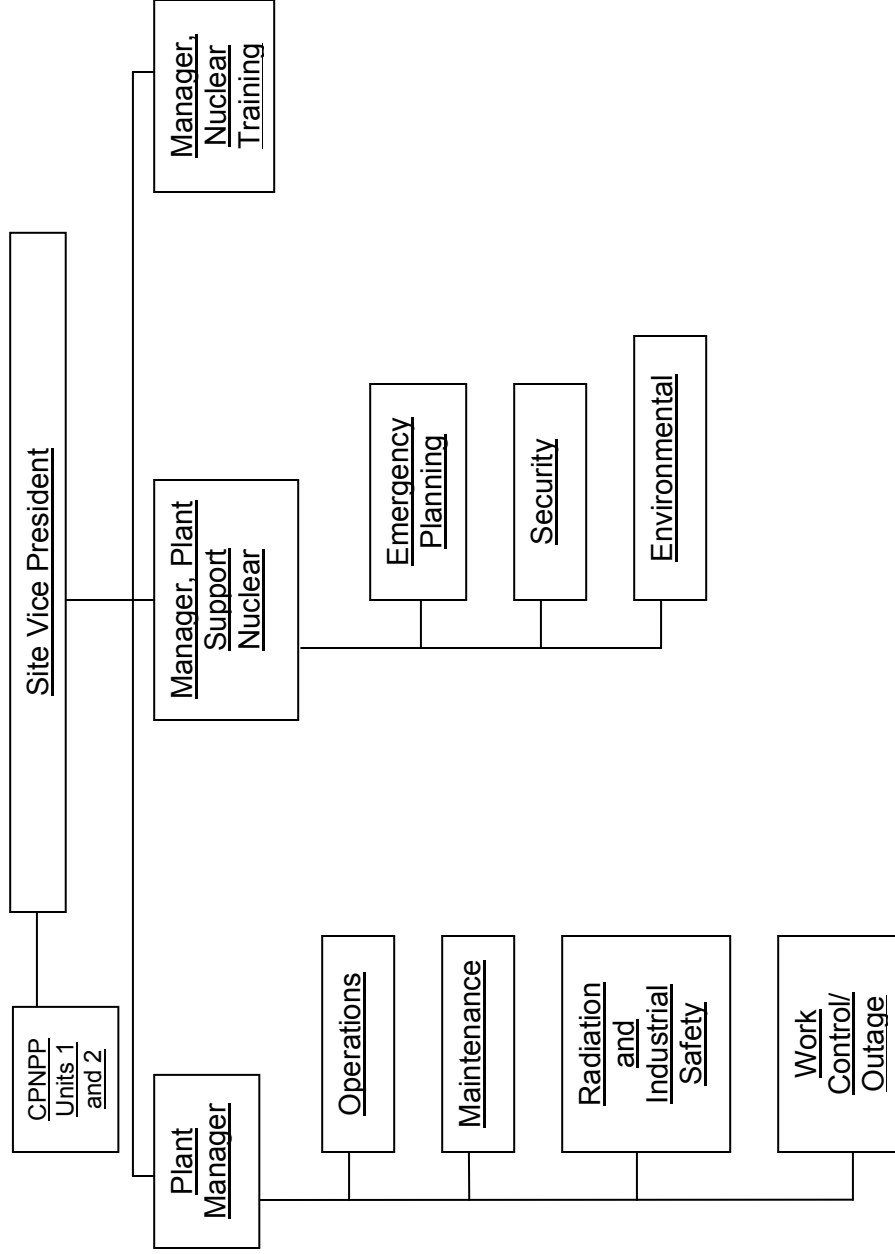 Site Vice President
CPNPP
Units 1
and 2
Plant
Manager
Operations
Maintenance
Radiation
and
Industrial
Safety
Work
Control/
Outage
Manager, Plant
Support
Nuclear
Emergency
Planning
Security
Environmental
Manager,
Nuclear
Training